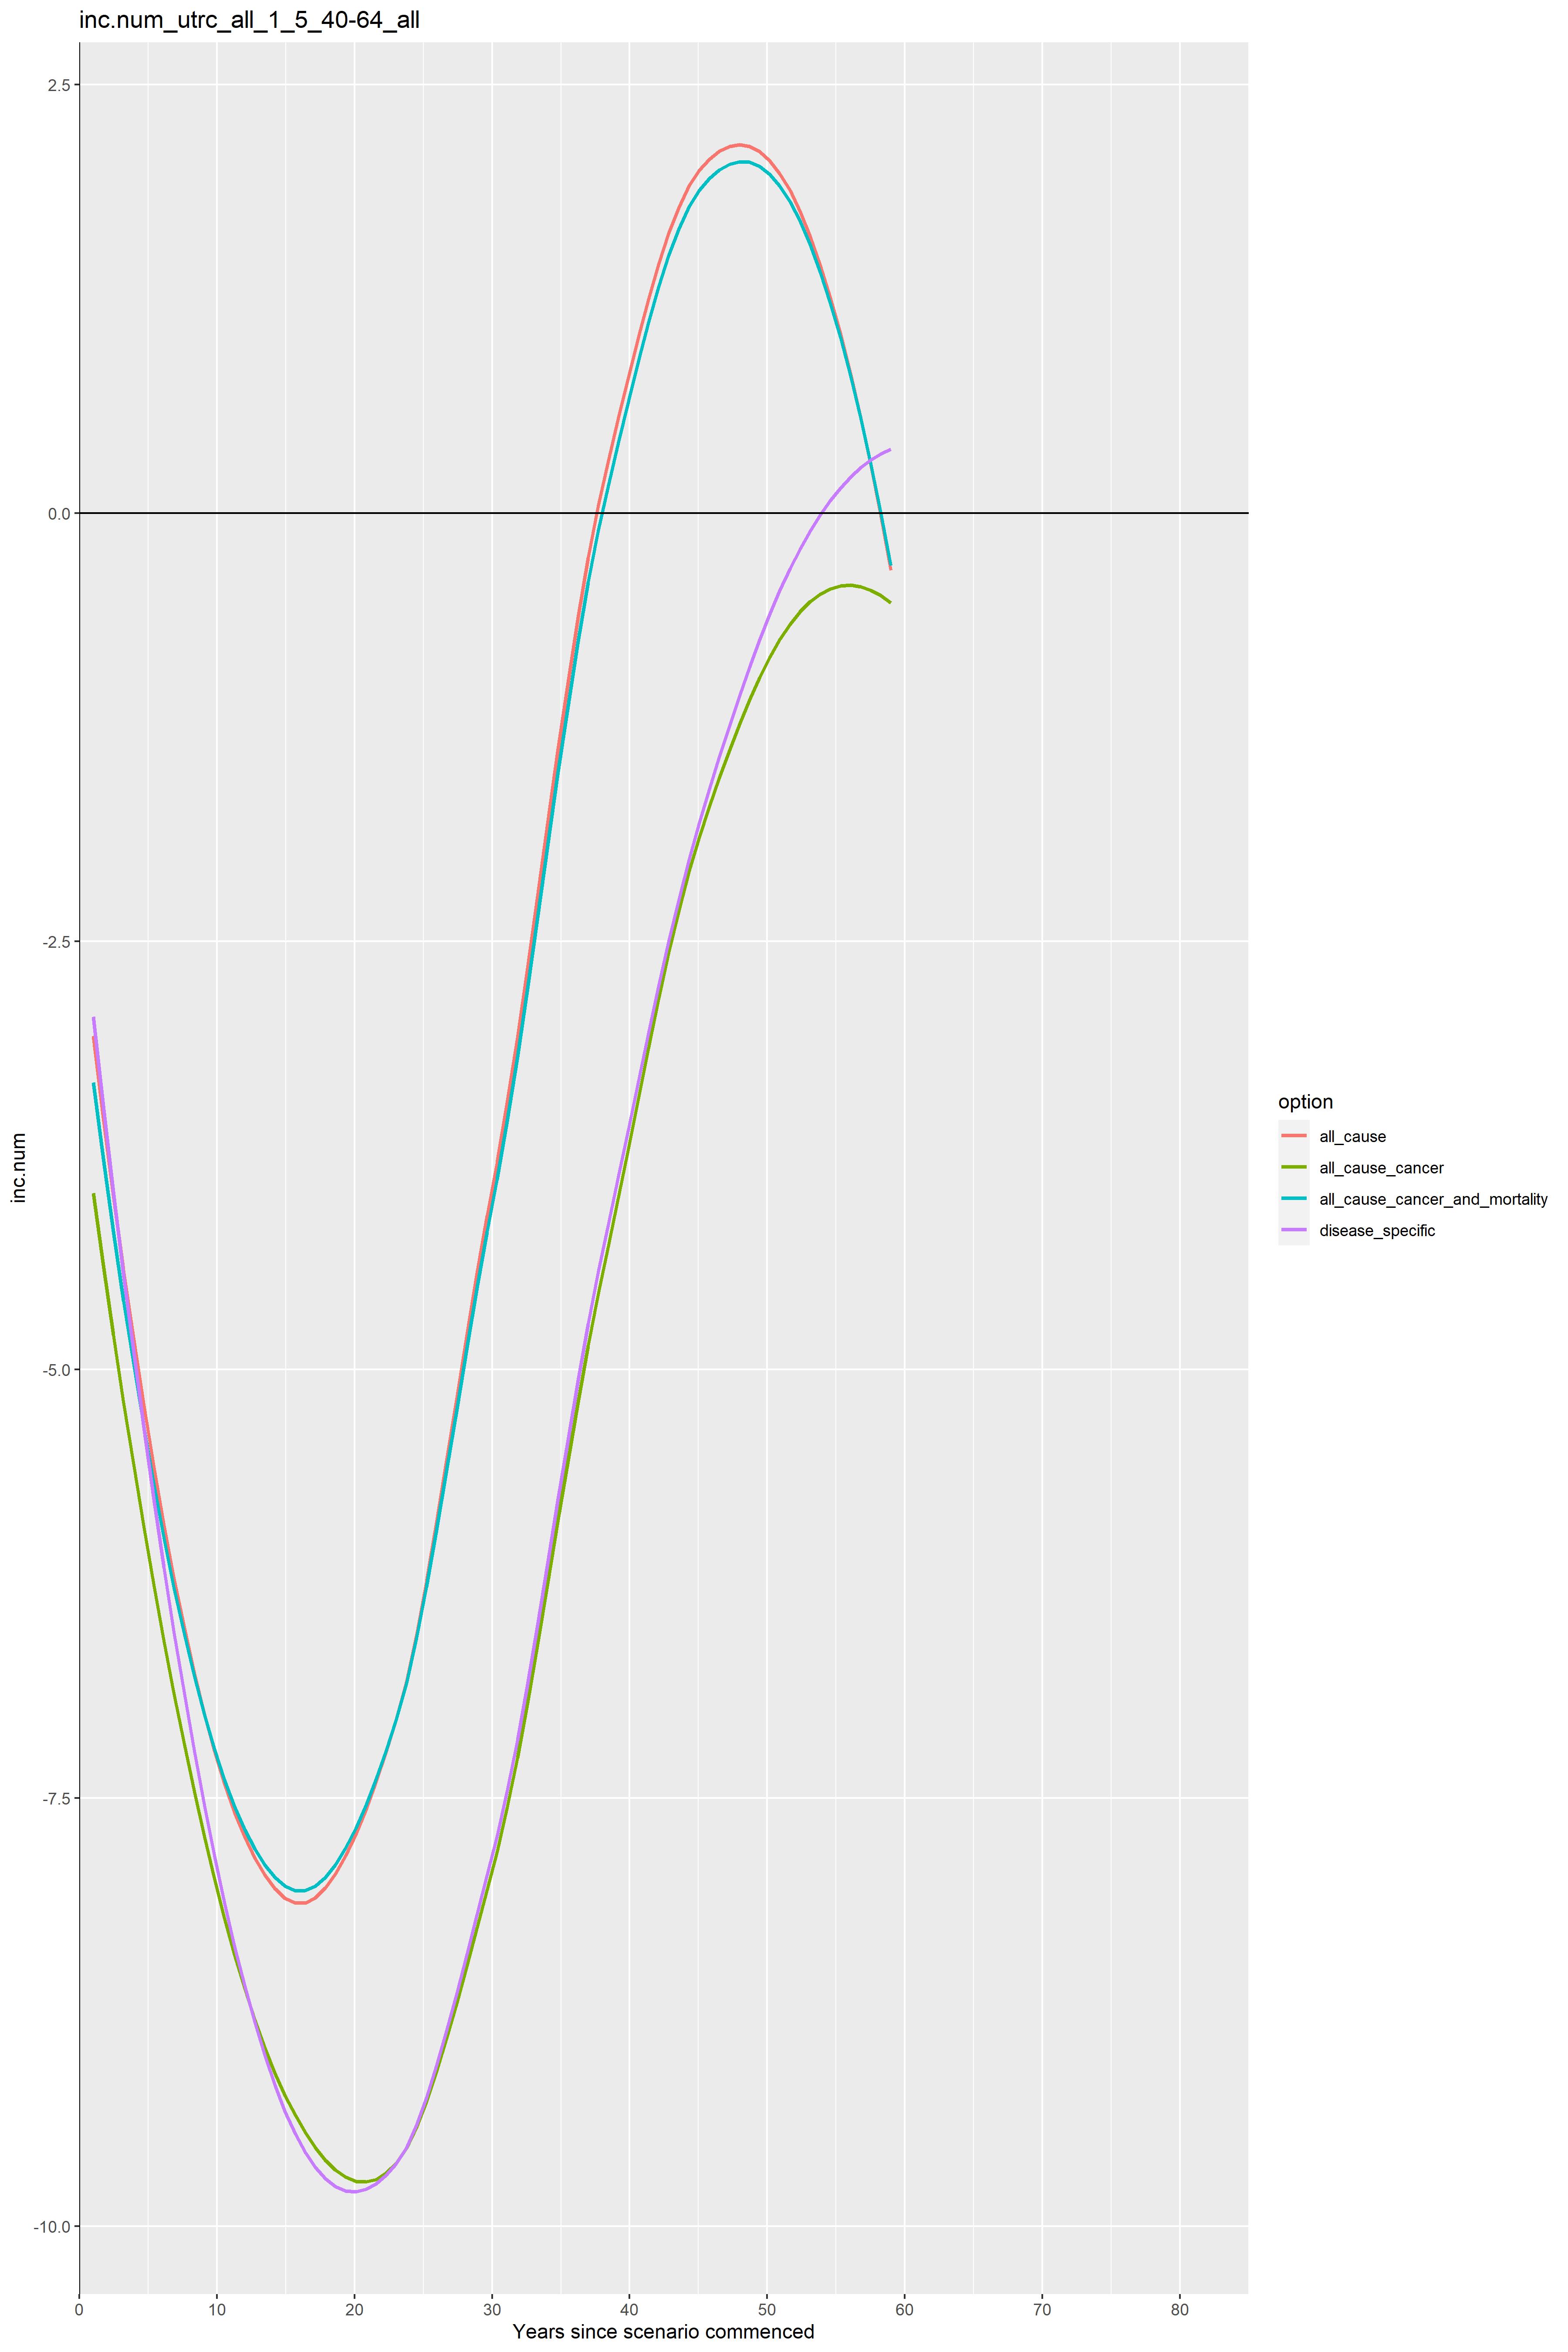 inc.num_utrc_all_1_5_40-64_all
2.5
0.0
-2.5
-5.0
-7.5
-10.0
inc.num
0 10 20 30 40 50 60 70 80
Years since scenario commenced
option
all_cause
all_cause_cancer
all_cause_cancer_and_mortality
disease_specific